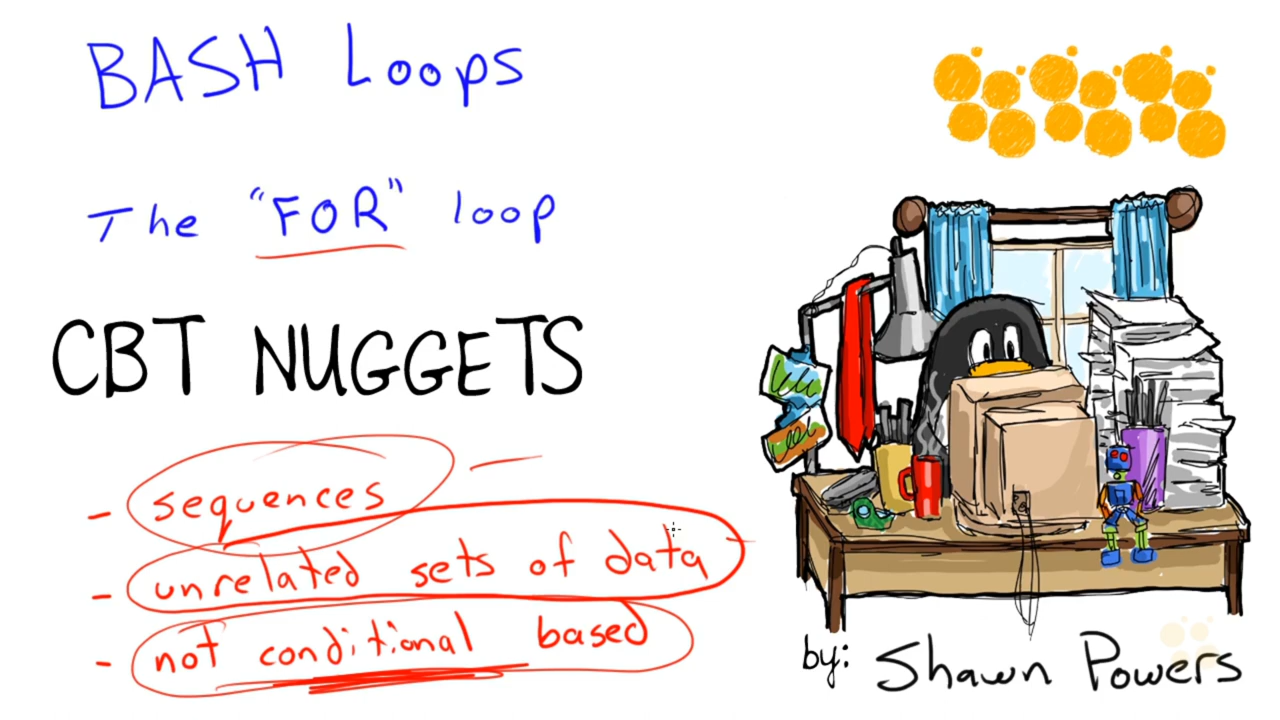 BASH Loops
The "FOR" loop
CBT NUGGETS
- sequences
- unrelated sets of data
- not conditional based
by: Shawn Powers